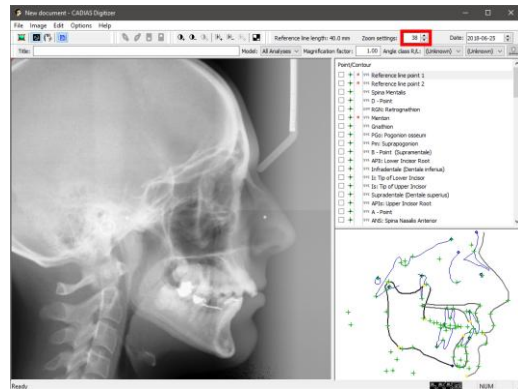 New document - CADIAS Digitizer
File Image Edit Options Help
Reference line length: 40.0 mm Zoom settings: 38 Date: 2018-06-25
Title: Model: All Analyses Magnification factor: 1.00 Angle class R/L: (Unknown) (Unknown)
Point/Contour
Reference line point 1
Reference line point 2
Spina Mentalis
D - Point
RGN: Retrognathion
Menton
Gnathion
PGo: Pogonion osseum
Pm: Suprapogonion
B - Point (Supramentale)
APIi: Lower Incisor Root
Infradentale (Dentale inferius)
Ii: Tip of Lower Incisor
Is: Tip of Upper Incisor
Supradentale (Dentale superius)
APIs: Upper Incisor Root
A - Point
ANS: Spina Nasalis Anterior
Ready NUM